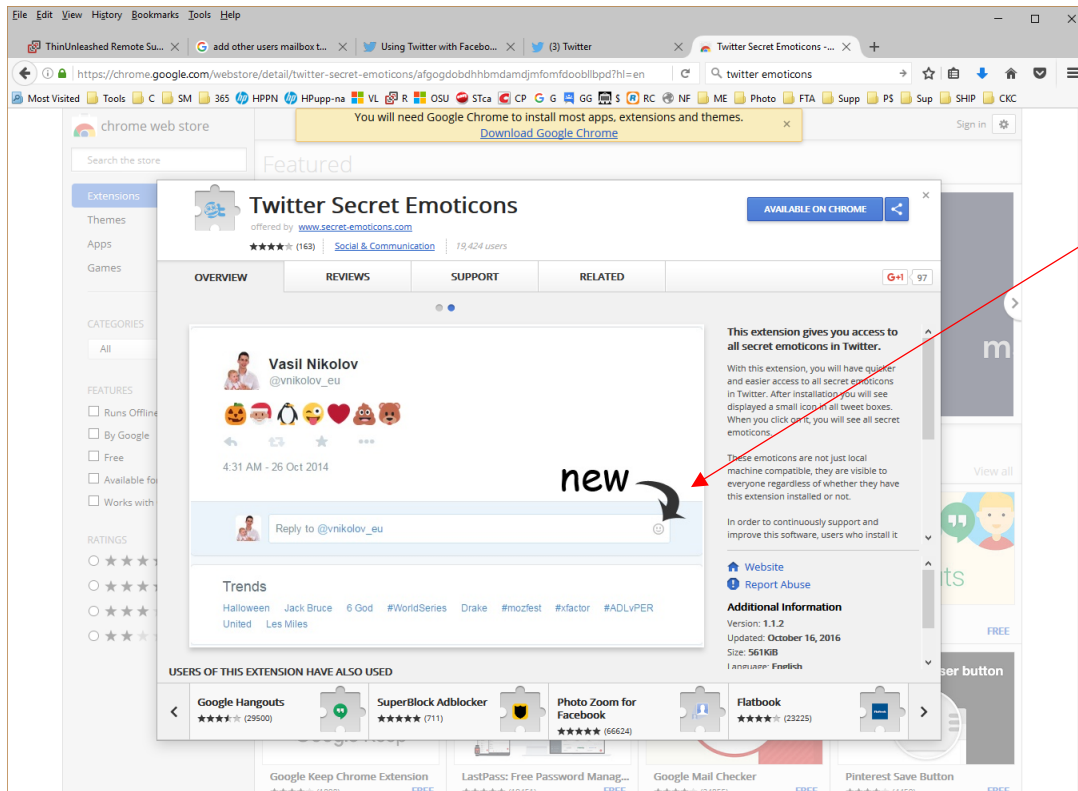 File Edit View History Bookmarks Tools Help
ThinUnleashed Remote Su...
add other users mailbox t...
Using Twitter with Facebo...
(3) Twitter
Twitter Secret Emoticons -...
https://chrome.google.com/webstore/detail/twitter-secret-emoticons/afgogdobdhhbmdamdjmfomfdoobllbpd?hl=en
twitter emoticons
Most Visited Tools C SM 365 HPPN HPupp-na VL R OSU STca CP G GG S RC NF ME Photo FTA Supp P$ Sup SHIP CKC
chrome web store
You will need Google Chrome to install most apps, extensions and themes.
Download Google Chrome
Sign in
Search the store
Featured
Extensions
Themes
Apps
Games
CATEGORIES
All
FEATURES
Runs Offline
By Google
Free
Available fo
Works with
RATINGS
Twitter Secret Emoticons
offered by www.secret-emoticons.com
(163) Social & Communication 19,424 users
AVAILABLE ON CHROME
OVERVIEW REVIEWS SUPPORT RELATED
G+1 97
Vasil Nikolov
@vnikolov_eu
4:31 AM - 26 Oct 2014
new
Reply to @vnikolov_eu
Trends
Halloween Jack Bruce 6 God #WorldSeries Drake #mozfest #xfactor #ADLvPER
United Les Miles
This extension gives you access to
all secret emoticons in Twitter.
With this extension, you will have quicker
and easier access to all secret emoticons
in Twitter. After installation you will see
displayed a small icon in all tweet boxes.
When you click on it, you will see all secret
emoticons.
These emoticons are not just local
machine compatible, they are visible to
everyone regardless of whether they have
this extension installed or not.
In order to continuously support and
improve this software, users who install it
Website
Report Abuse
Additional Information
Version: 1.1.2
Updated: October 16, 2016
Size: 561KiB
Language: English
m
View all
uts
FREE
ser button
USERS OF THIS EXTENSION HAVE ALSO USED
Google Hangouts
(29500)
SuperBlock Adblocker
(711)
Photo Zoom for
Facebook
(66624)
Flatbook
(23225)
Google Keep Chrome Extension
LastPass: Free Password Manag...
Google Mail Checker
Pinterest Save Button
FREE FREE FREE FREE